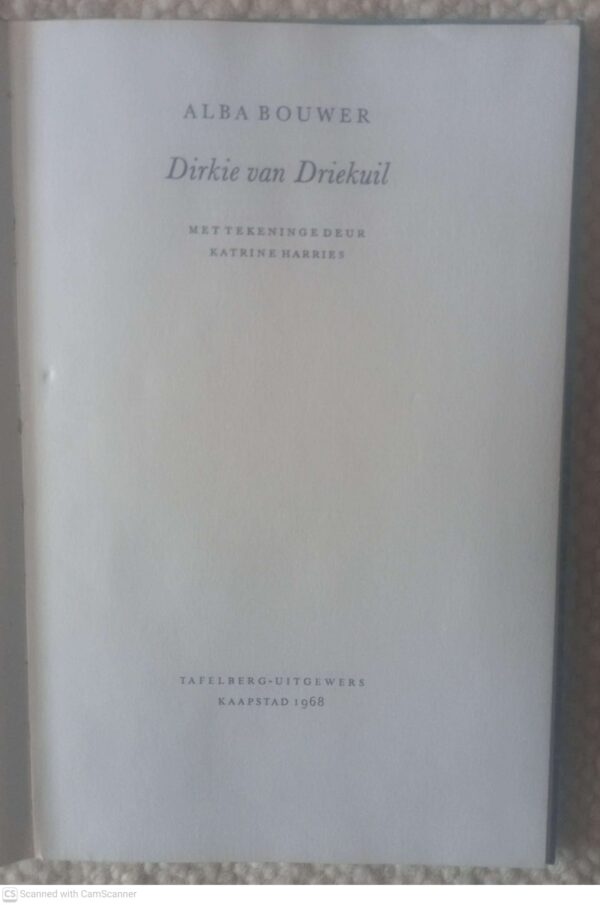 ALBA BOUWER
Dirkie van Driekuil
MET TEKENINGE DEUR
KATRINE HARRIES
TAFELBERG-UITGEWERS
KAAPSTAD 1968
CS Scanned with CamScanner